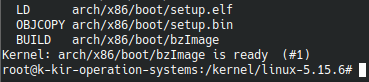 LD      arch/x86/boot/setup.elf
OBJCOPY arch/x86/boot/setup.bin
BUILD   arch/x86/boot/bzImage
Kernel: arch/x86/boot/bzImage is ready  (#1)
root@k-kir-operation-systems:/kernel/linux-5.15.6#